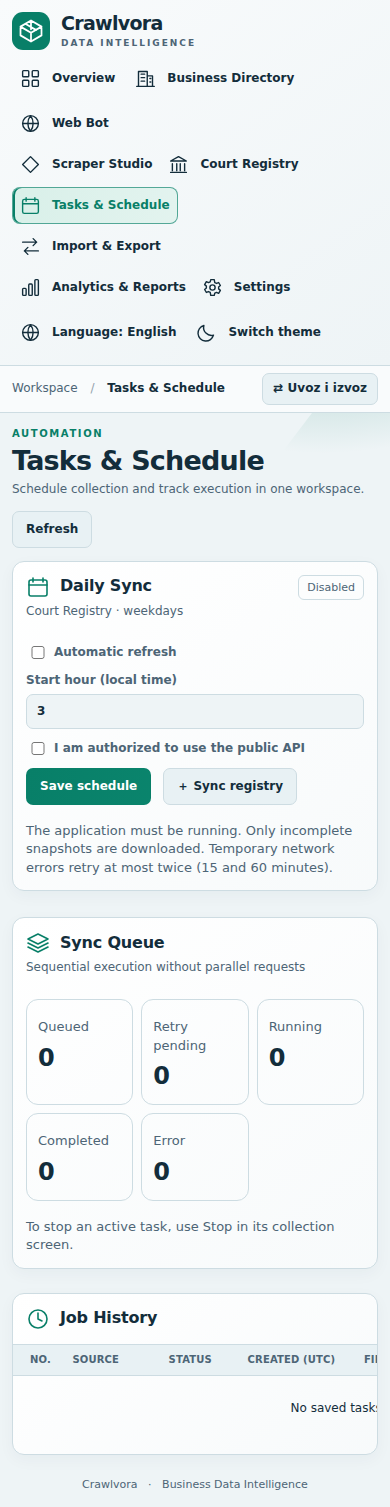 Crawlvora
DATA INTELLIGENCE
Overview
Business Directory
Web Bot
Scraper Studio
Court Registry
Tasks & Schedule
Import & Export
Analytics & Reports
Settings
Language: English
Switch theme
Workspace / Tasks & Schedule
⇄ Uvoz i izvoz
AUTOMATION
Tasks & Schedule
Schedule collection and track execution in one workspace.
Refresh
Daily Sync
Disabled
Court Registry · weekdays
Automatic refresh
Start hour (local time)
3
I am authorized to use the public API
Save schedule
+ Sync registry
The application must be running. Only incomplete
snapshots are downloaded. Temporary network
errors retry at most twice (15 and 60 minutes).
Sync Queue
Sequential execution without parallel requests
Queued
0
Retry
pending
0
Running
0
Completed
0
Error
0
To stop an active task, use Stop in its collection
screen.
Job History
NO. SOURCE STATUS CREATED (UTC)
No saved tasks
Crawlvora · Business Data Intelligence